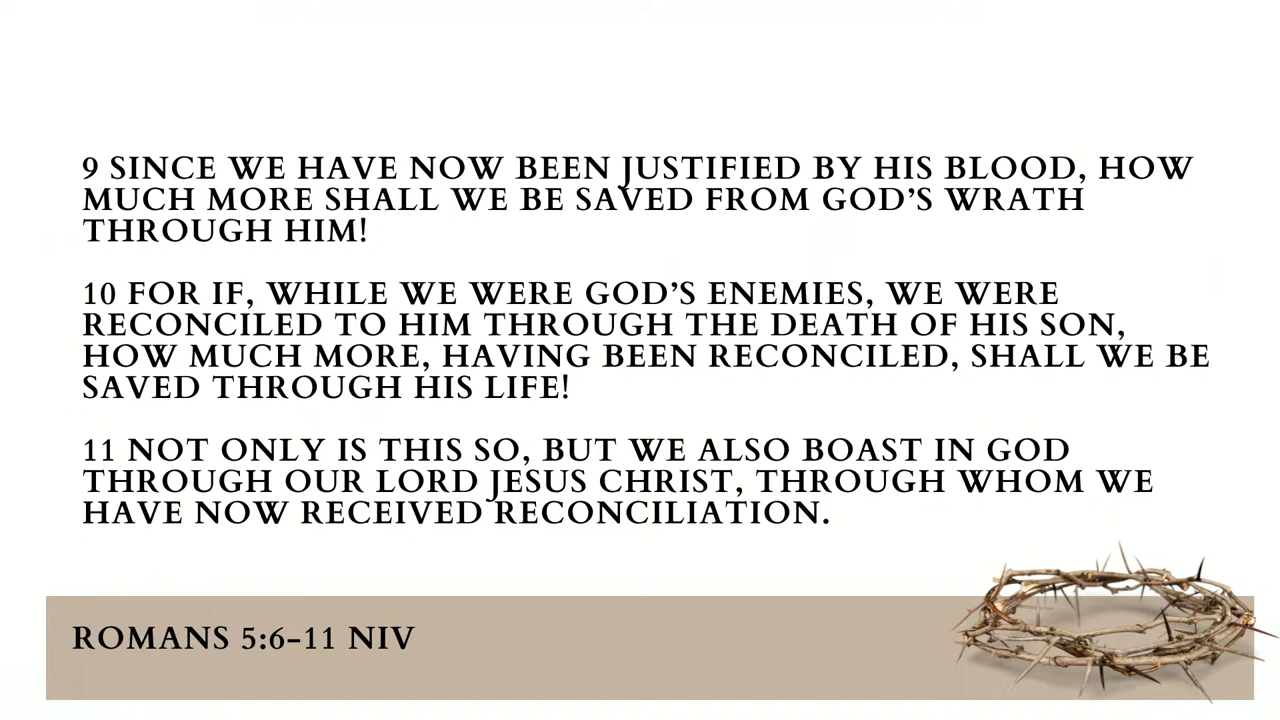 9 SINCE WE HAVE NOW BEEN JUSTIFIED BY HIS BLOOD, HOW
MUCH MORE SHALL WE BE SAVED FROM GOD’S WRATH
THROUGH HIM!
10 FOR IF, WHILE WE WERE GOD’S ENEMIES, WE WERE
RECONCILED TO HIM THROUGH THE DEATH OF HIS SON,
HOW MUCH MORE, HAVING BEEN RECONCILED, SHALL WE BE
SAVED THROUGH HIS LIFE!
11 NOT ONLY IS THIS SO, BUT WE ALSO BOAST IN GOD
THROUGH OUR LORD JESUS CHRIST, THROUGH WHOM WE
HAVE NOW RECEIVED RECONCILIATION.
ROMANS 5:6-11 NIV